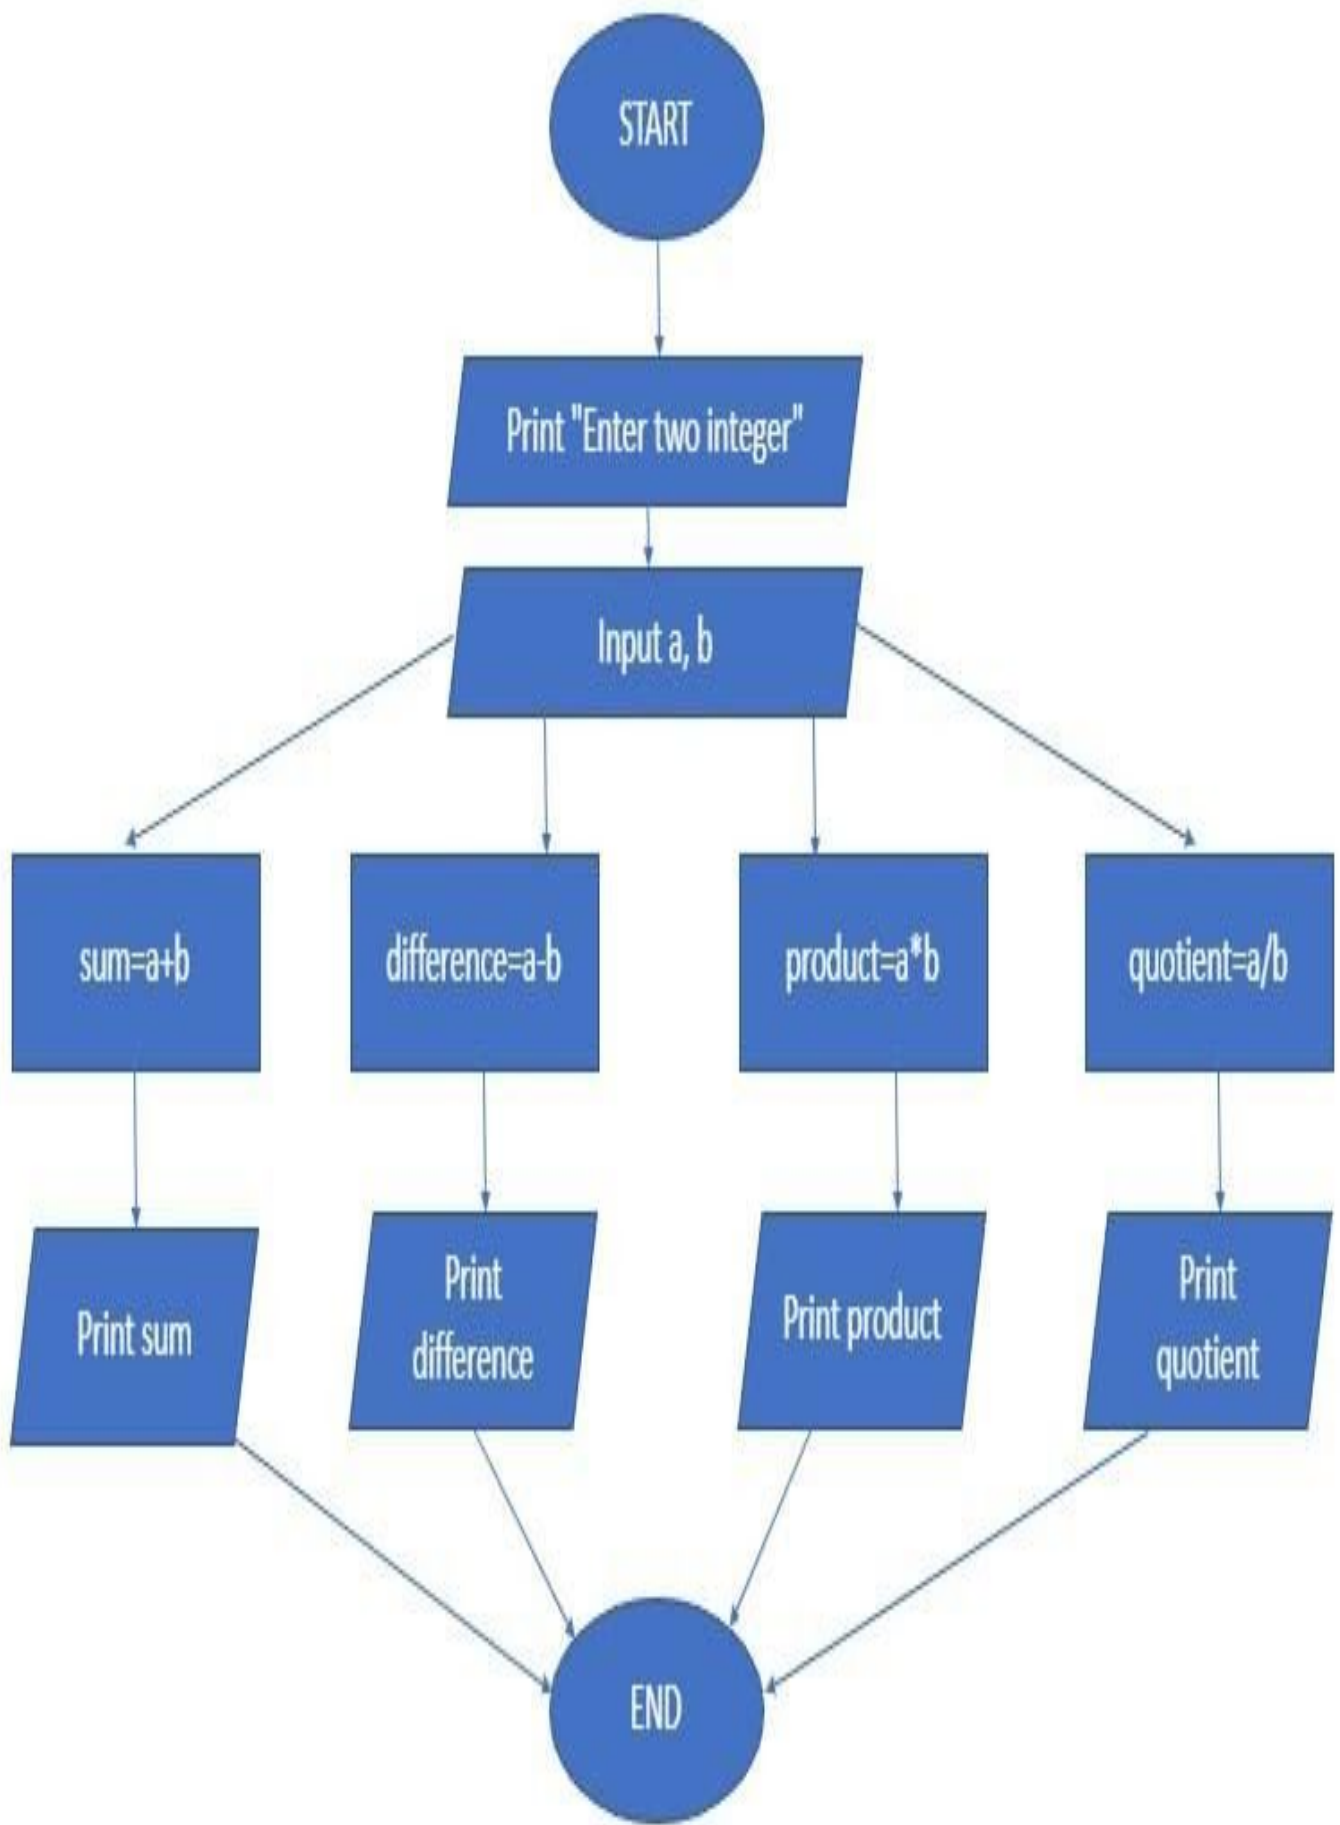 START
Print "Enter two integer"
Input a, b
sum=a+b
difference=a-b
product=a*b
quotient=a/b
Print sum
Print
difference
Print product
Print
quotient
END